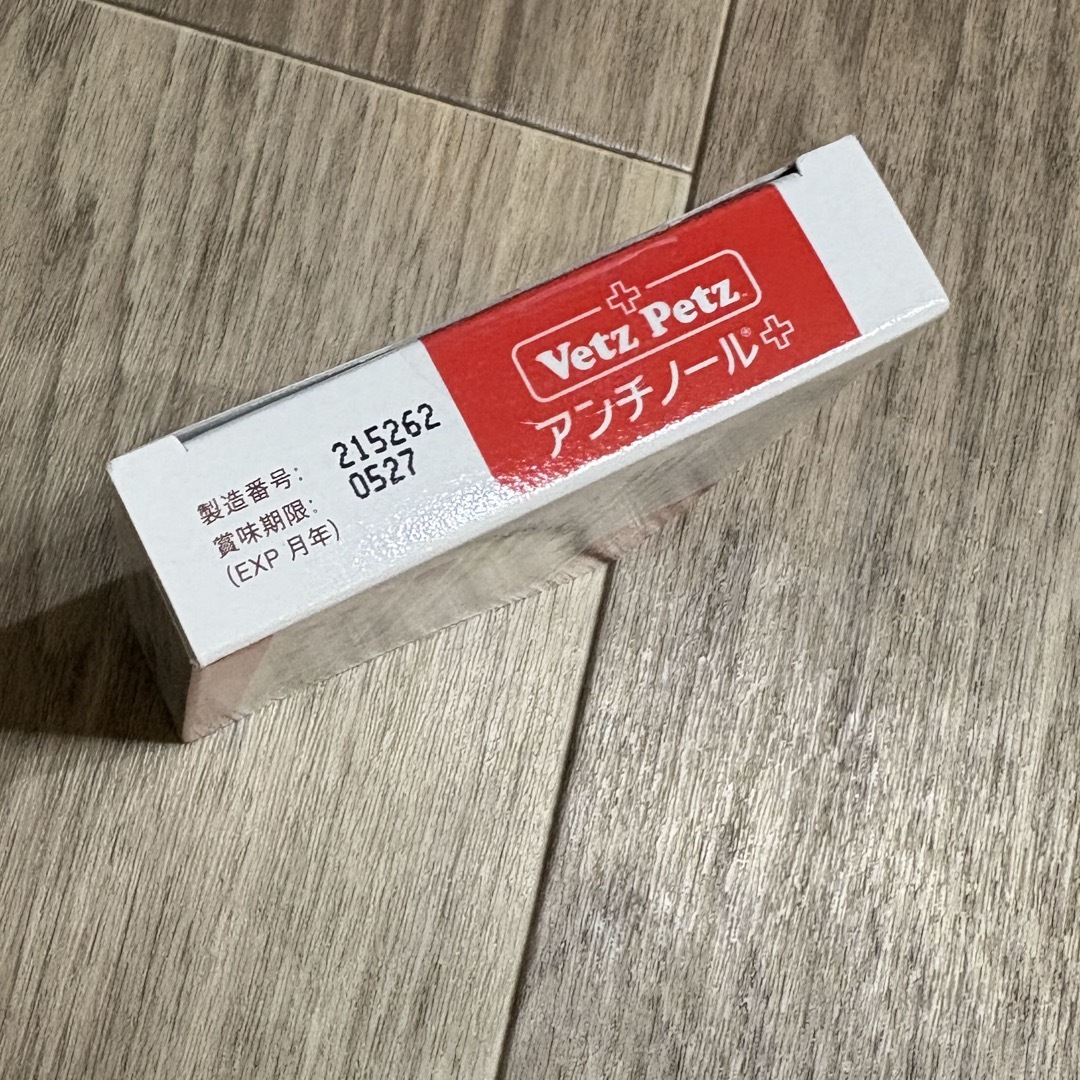 製造番号: 215262
賞味期限: 0527
(EXP 月年)
Vetz Petz™
アンチノール®+